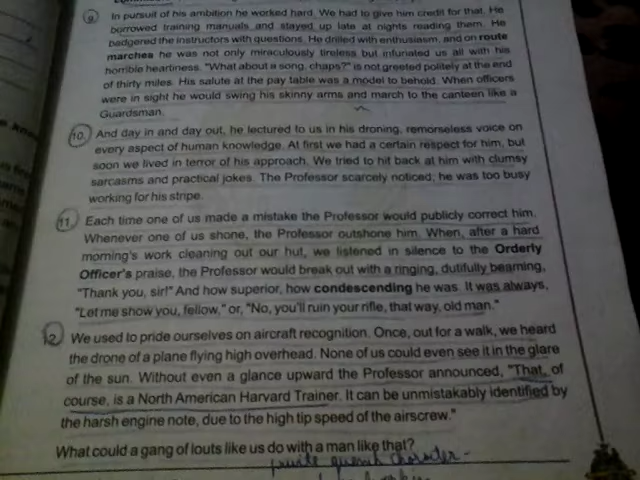 9. In pursuit of his ambition he worked hard. We had to give him credit for that. He
borrowed training manuals and stayed up late at nights reading them. He
badgered the instructors with questions. He drilled with enthusiasm, and on route
marches he was not only miraculously tireless but infuriated us all with his
horrible heartiness. "What about a song, chaps?" is not greeted politely at the end
of thirty miles. His salute at the pay table was a model to behold. When officers
were in sight he would swing his skinny arms and march to the canteen like a
Guardsman.
10. And day in and day out, he lectured to us in his droning, remorseless voice on
every aspect of human knowledge. At first we had a certain respect for him, but
soon we lived in terror of his approach. We tried to hit back at him with clumsy
sarcasms and practical jokes. The Professor scarcely noticed; he was too busy
working for his stripe.
11. Each time one of us made a mistake the Professor would publicly correct him.
Whenever one of us shone, the Professor outshone him. When, after a hard
morning's work cleaning out our hut, we listened in silence to the Orderly
Officer's praise, the Professor would break out with a ringing, dutifully beaming,
"Thank you, sir!" And how superior, how condescending he was. It was always,
"Let me show you, fellow," or, "No, you'll ruin your rifle, that way, old man."
12. We used to pride ourselves on aircraft recognition. Once, out for a walk, we heard
the drone of a plane flying high overhead. None of us could even see it in the glare
of the sun. Without even a glance upward the Professor announced, "That, of
course, is a North American Harvard Trainer. It can be unmistakably identified by
the harsh engine note, due to the high tip speed of the airscrew."
What could a gang of louts like us do with a man like that?